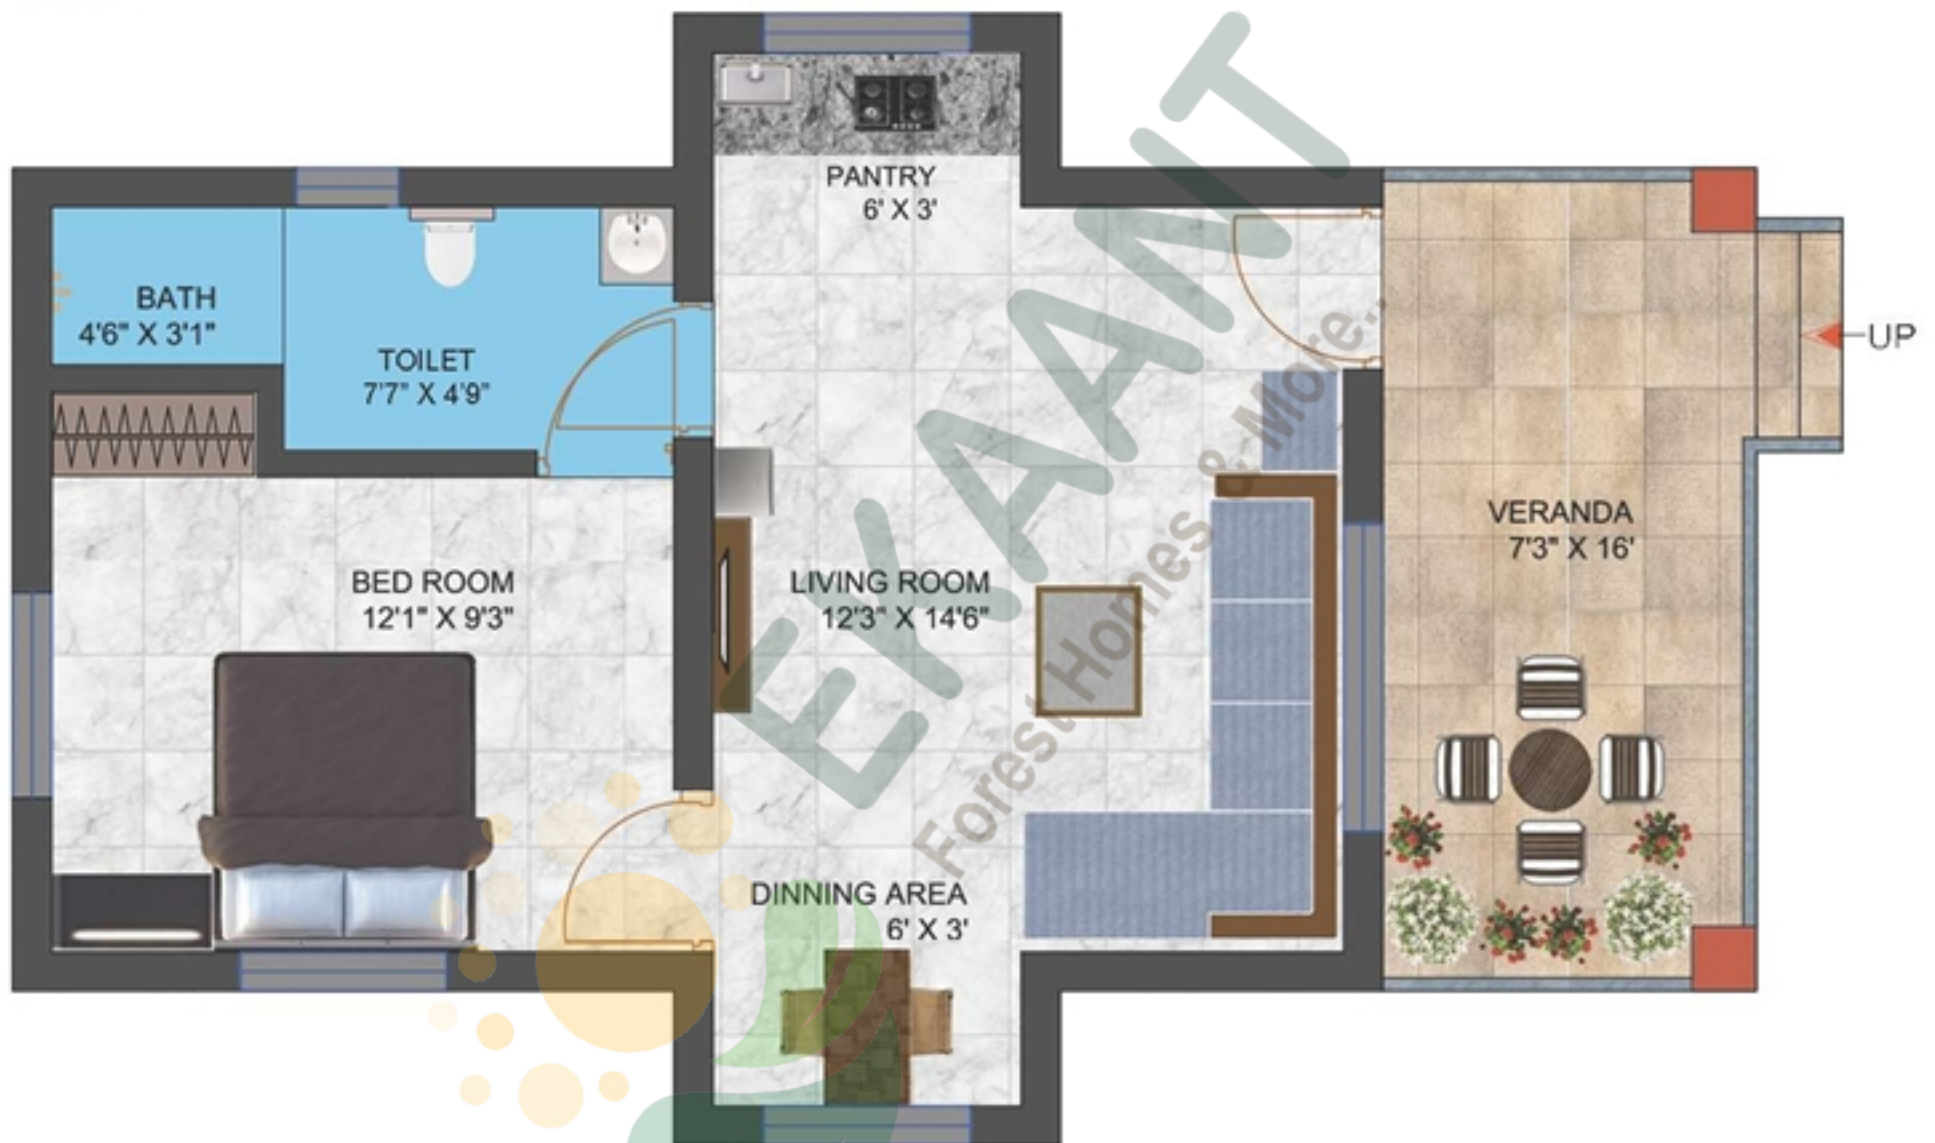 PANTRY
6' X 3'
BATH
4'6" X 3'1"
TOILET
7'7" X 4'9"
UP
VERANDA
7'3" X 16'
BED ROOM
12'1" X 9'3"
LIVING ROOM
12'3" X 14'6"
DINNING AREA
6' X 3'
EKAANT
Forest Homes & More..